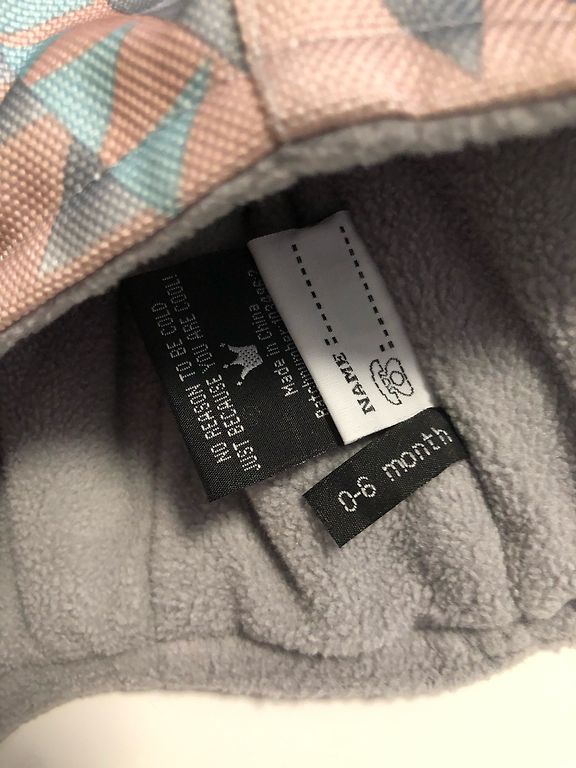 NO REASON TO BE COLD
JUST BECAUSE YOU ARE COOL!
Made In China
NAME:
0-6 month